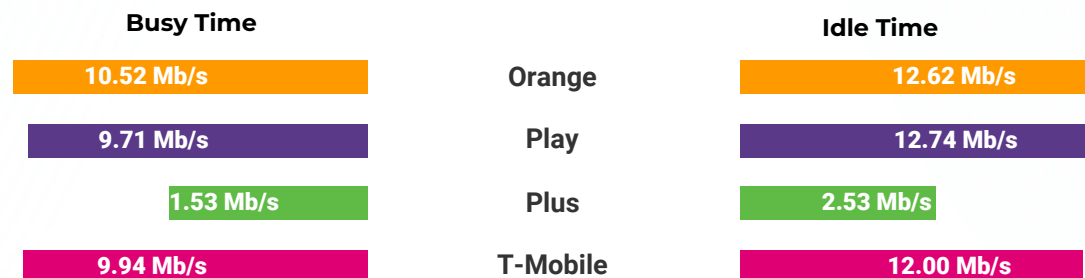 Busy Time
Idle Time
10.52 Mb/s Orange 12.62 Mb/s
9.71 Mb/s Play 12.74 Mb/s
1.53 Mb/s Plus 2.53 Mb/s
9.94 Mb/s T-Mobile 12.00 Mb/s